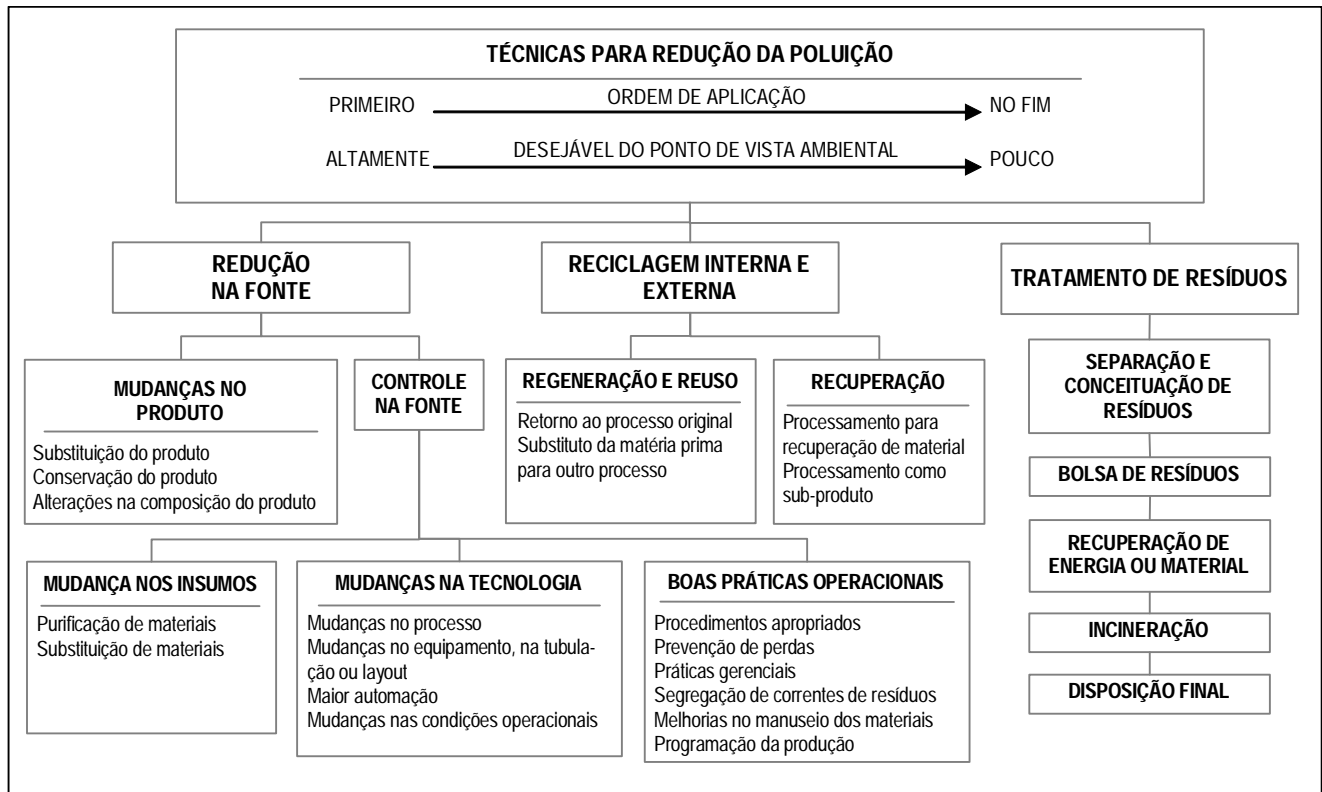 TÉCNICAS PARA REDUÇÃO DA POLUIÇÃO
PRIMEIRO ORDEM DE APLICAÇÃO NO FIM
ALTAMENTE DESEJÁVEL DO PONTO DE VISTA AMBIENTAL POUCO
REDUÇÃO
NA FONTE
RECICLAGEM INTERNA E
EXTERNA
TRATAMENTO DE RESÍDUOS
MUDANÇAS NO
PRODUTO
Substituição do produto
Conservação do produto
Alterações na composição do produto
CONTROLE
NA FONTE
REGENERAÇÃO E REUSO
Retorno ao processo original
Substituto da matéria prima
para outro processo
RECUPERAÇÃO
Processamento para
recuperação de material
Processamento como
sub-produto
SEPARAÇÃO E
CONCEITUAÇÃO DE
RESÍDUOS
BOLSA DE RESÍDUOS
RECUPERAÇÃO DE
ENERGIA OU MATERIAL
INCINERAÇÃO
DISPOSIÇÃO FINAL
MUDANÇA NOS INSUMOS
Purificação de materiais
Substituição de materiais
MUDANÇAS NA TECNOLOGIA
Mudanças no processo
Mudanças no equipamento, na tubula-
ção ou layout
Maior automação
Mudanças nas condições operacionais
BOAS PRÁTICAS OPERACIONAIS
Procedimentos apropriados
Prevenção de perdas
Práticas gerenciais
Segregação de correntes de resíduos
Melhorias no manuseio dos materiais
Programação da produção